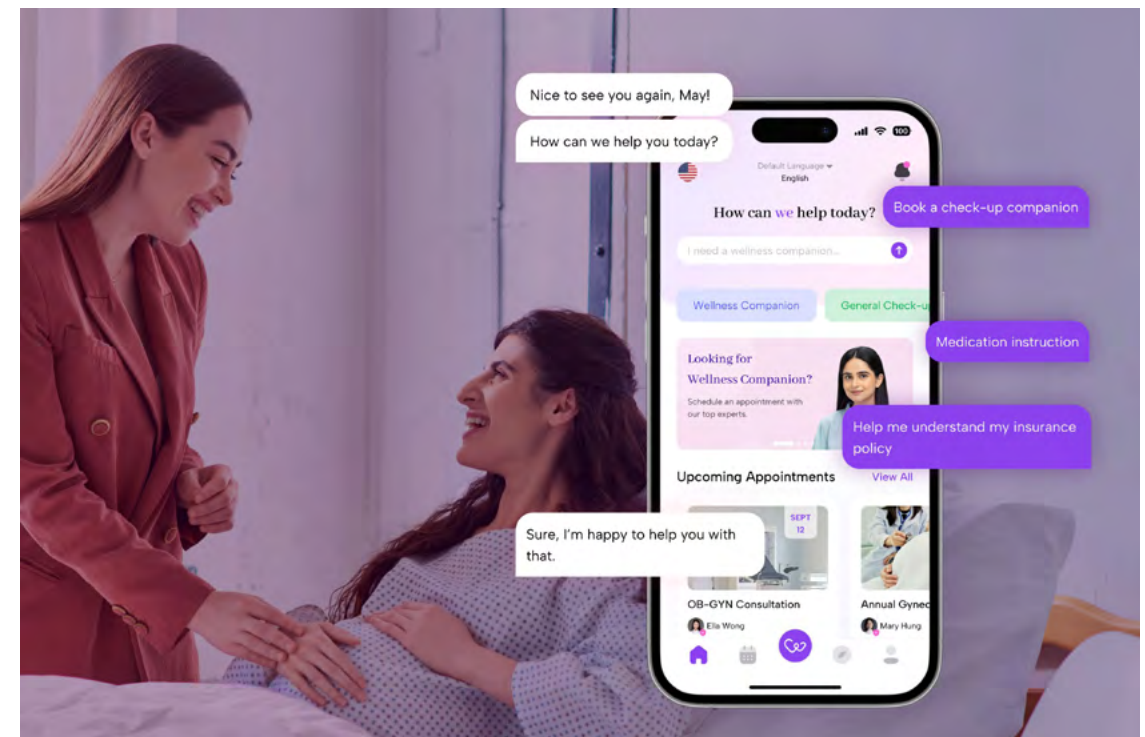 Nice to see you again, May!
How can we help you today?
100
Default Language
English
How can we help today?
Book a check-up companion
I need a wellness companion...
Wellness Companion
General Check-u
Medication instruction
Looking for
Wellness Companion?
Schedule an appointment with
our top experts.
Help me understand my insurance
policy
Upcoming Appointments
View All
SEPT
12
Sure, I'm happy to help you with
that.
OB-GYN Consultation
Ella Wong
Annual Gynec
Mary Hung